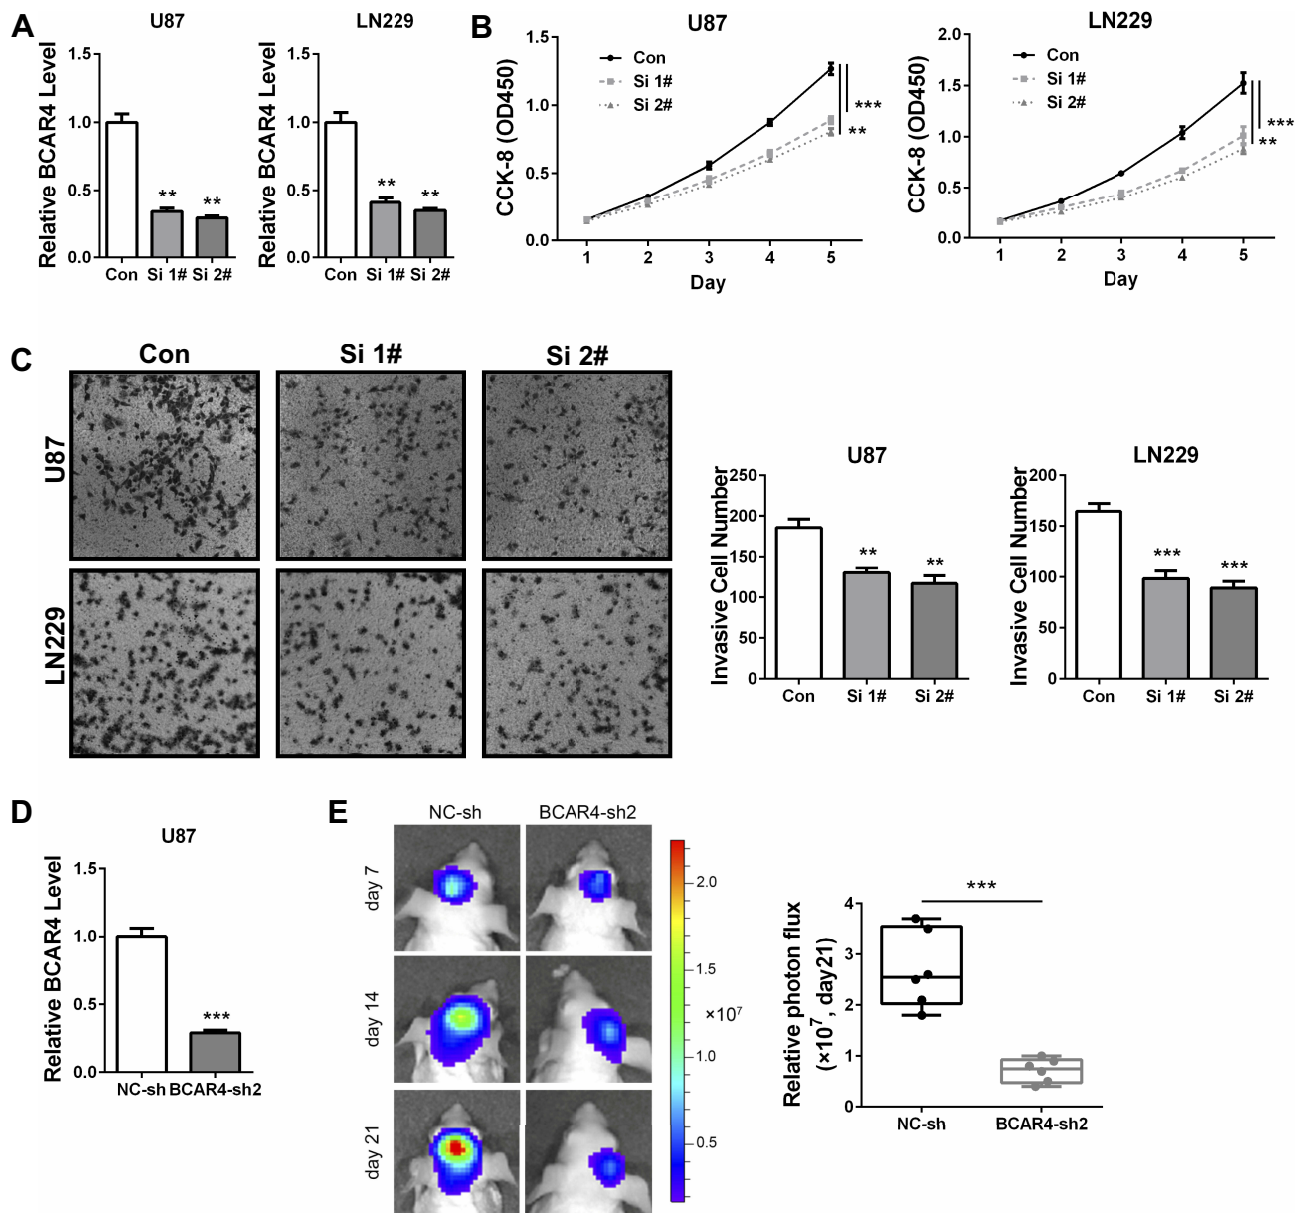 A
U87
Relative BCAR4 Level
1.5
1.0
0.5
0.0
**
**
Con Si 1# Si 2#
LN229
Relative BCAR4 Level
1.5
1.0
0.5
0.0
**
**
Con Si 1# Si 2#
B
U87
CCK-8 (OD450)
1.5
1.0
0.5
0.0
Con
Si 1#
Si 2#
***
**
1 2 3 4 5
Day
LN229
CCK-8 (OD450)
2.0
1.5
1.0
0.5
0.0
Con
Si 1#
Si 2#
***
**
1 2 3 4 5
Day
C
Con Si 1# Si 2#
U87
LN229
U87
Invasive Cell Number
250
200
150
100
50
0
**
**
Con Si 1# Si 2#
LN229
Invasive Cell Number
200
150
100
50
0
***
***
Con Si 1# Si 2#
D
U87
Relative BCAR4 Level
1.5
1.0
0.5
0.0
***
NC-sh BCAR4-sh2
E
NC-sh BCAR4-sh2
day 7
day 14
day 21
2.0
1.5
×10⁷
1.0
0.5
Relative photon flux
(×10⁷, day21)
4
3
2
1
0
***
NC-sh BCAR4-sh2